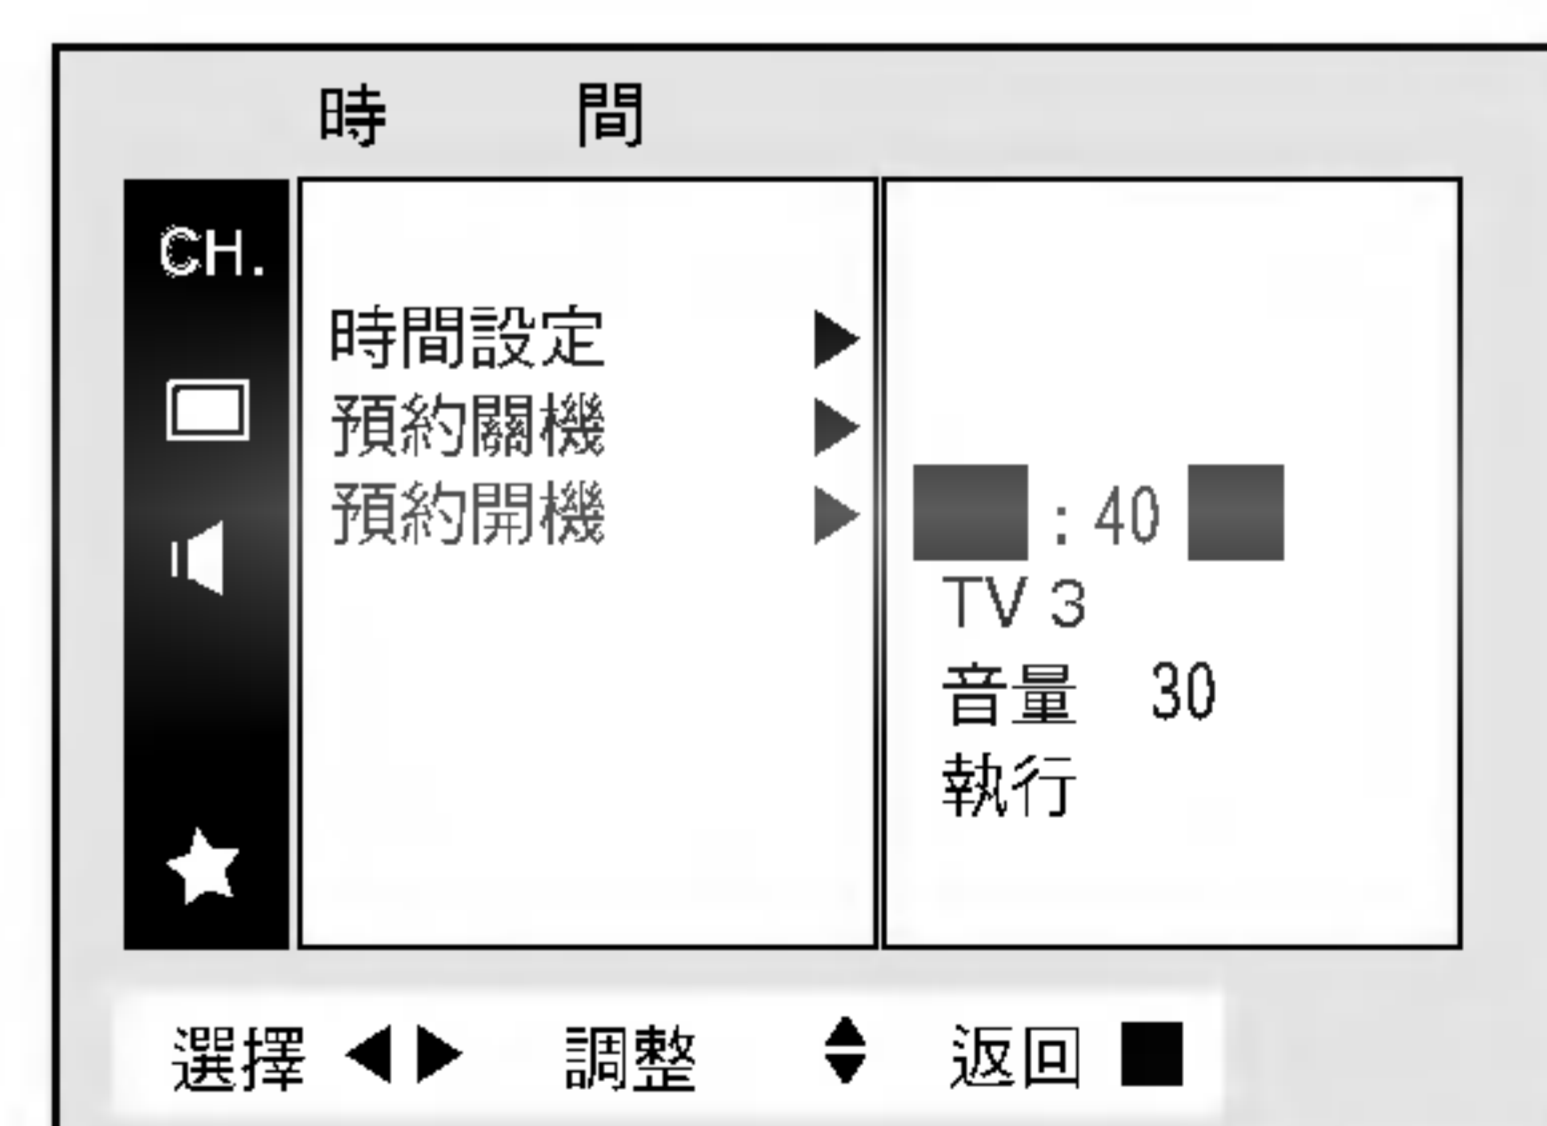 時 間
CH.
時間設定 ▶
預約關機 ▶
預約開機 ▶
: 40
TV 3
音量 30
執行
選擇 ◀ ▶ 調整 返回